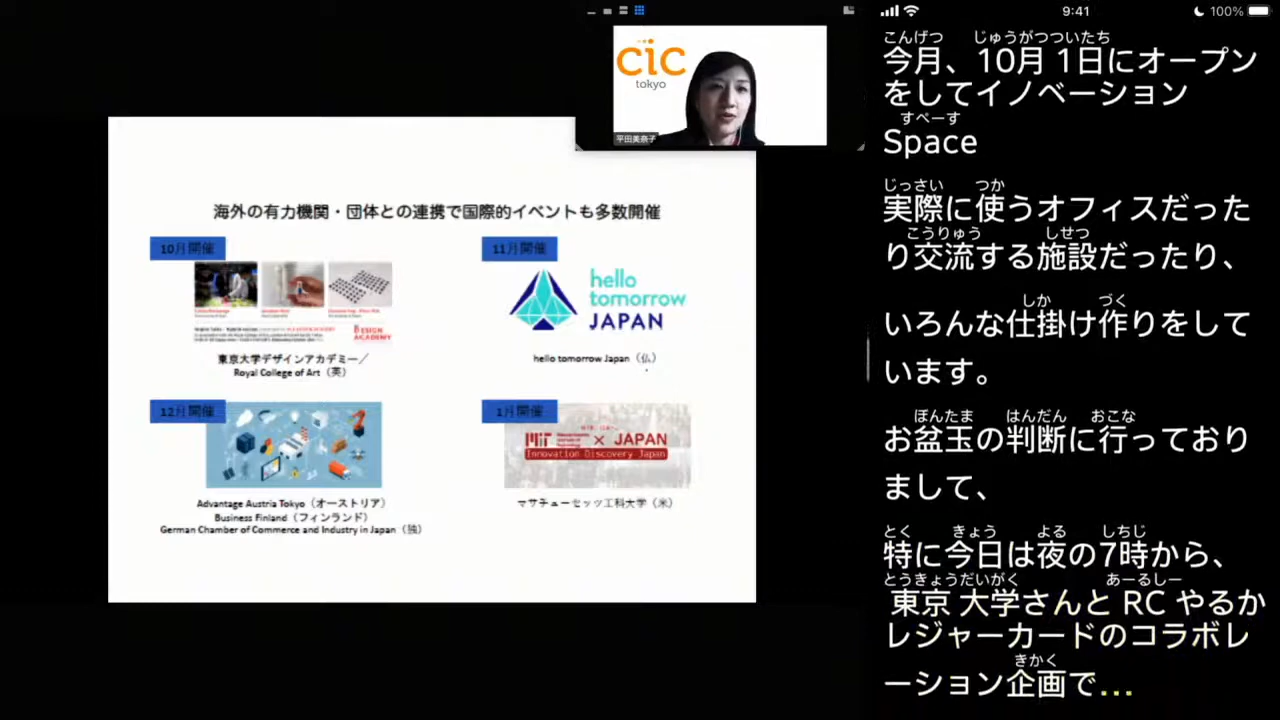 cic
tokyo
平田美奈子
海外の有力機関・団体との連携で国際的イベントも多数開催
10月開催
DESIGN
ACADEMY
東京大学デザインアカデミー／
Royal College of Art（英）
11月開催
hello
tomorrow
JAPAN
hello tomorrow Japan（仏）
12月開催
Advantage Austria Tokyo（オーストリア）
Business Finland（フィンランド）
German Chamber of Commerce and Industry in Japan（独）
1月開催
MIT × JAPAN
Innovation Discovery Japan
マサチューセッツ工科大学（米）
9:41
100%
こんげつ じゅうがつついたち
今月、10月 1日にオープン
をしてイノベーション
すぺーす
Space
じっさい つか
実際に使うオフィスだった
こうりゅう しせつ
り交流する施設だったり、
しか づく
いろんな仕掛け作りをして
います。
ぼんたま はんだん おこな
お盆玉の判断に行っており
まして、
とく きょう よる しちじ
特に今日は夜の7時から、
とうきょうだいがく あーるしー
東京 大学さんと RC やるか
レジャーカードのコラボレ
きかく
ーション企画で...